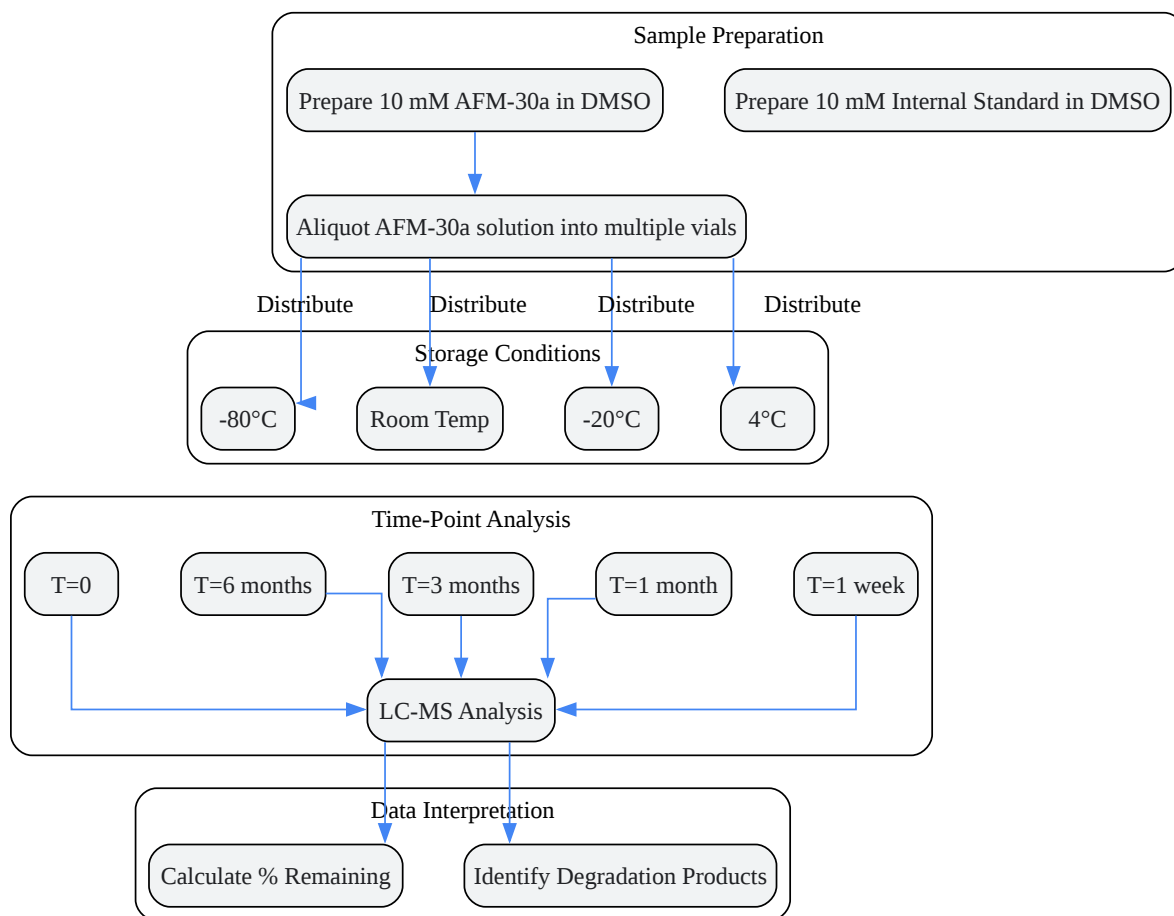 Sample Preparation
Prepare 10 mM AFM-30a in DMSO
Prepare 10 mM Internal Standard in DMSO
Aliquot AFM-30a solution into multiple vials
Distribute
Distribute
Distribute
Distribute
Storage Conditions
-80°C
Room Temp
-20°C
4°C
Time-Point Analysis
T=0
T=6 months
T=3 months
T=1 month
T=1 week
LC-MS Analysis
Data Interpretation
Calculate % Remaining
Identify Degradation Products